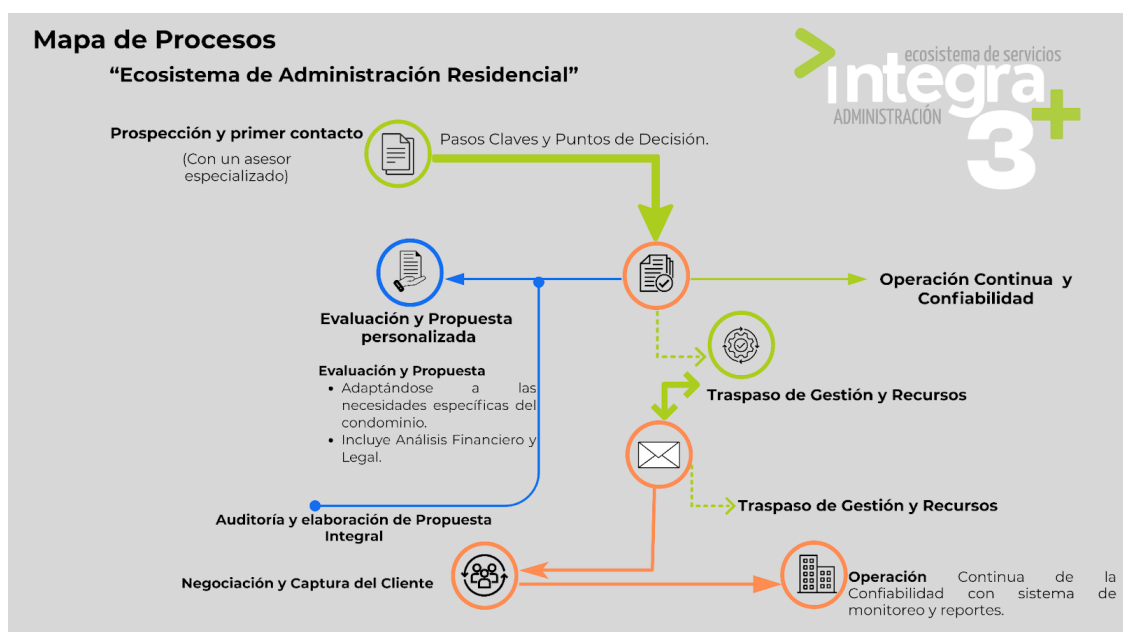 Mapa de Procesos
“Ecosistema de Administración Residencial”
ecosistema de servicios
integra
ADMINISTRACIÓN
3+
Prospección y primer contacto
(Con un asesor
especializado)
Pasos Claves y Puntos de Decisión.
Operación Continua y
Confiabilidad
Evaluación y Propuesta
personalizada
Evaluación y Propuesta
• Adaptándose a las
necesidades específicas del
condominio.
• Incluye Análisis Financiero y
Legal.
Traspaso de Gestión y Recursos
Traspaso de Gestión y Recursos
Auditoría y elaboración de Propuesta
Integral
Negociación y Captura del Cliente
Operación Continua de la
Confiabilidad con sistema de
monitoreo y reportes.